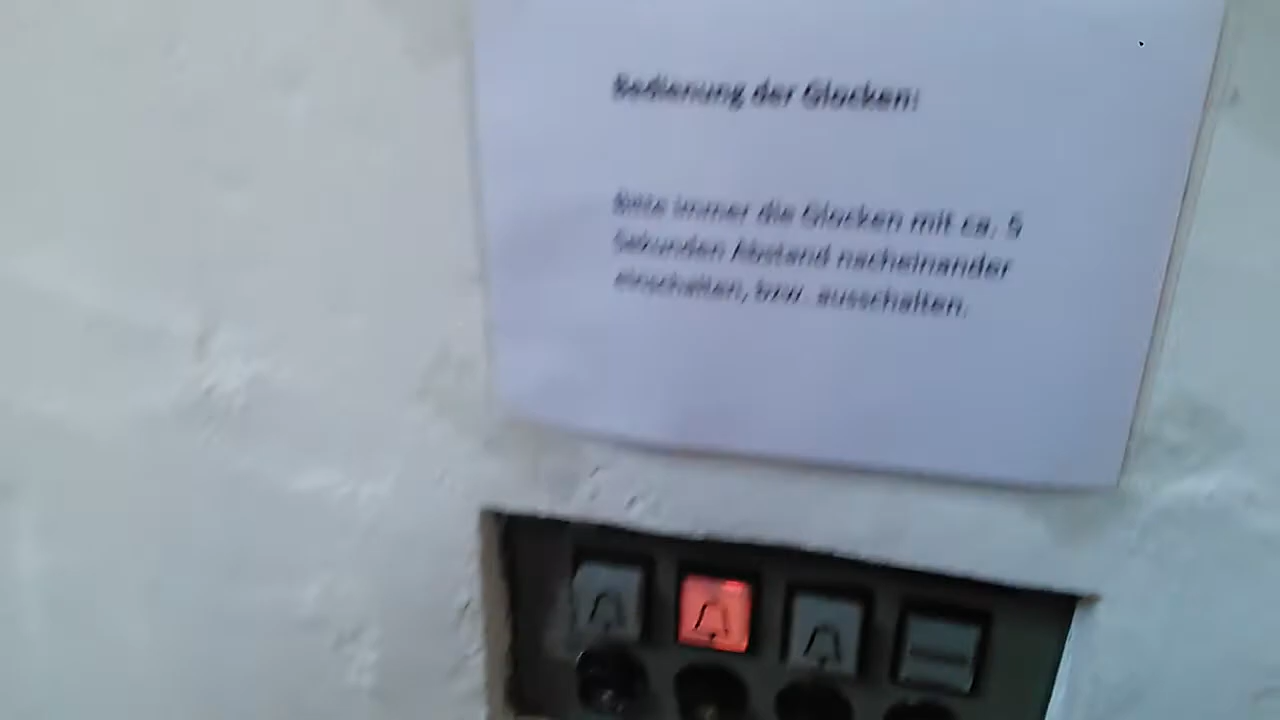 Bedienung der Glocken:
Bitte immer die Glocken mit ca. 5
Sekunden Abstand nacheinander
einschalten, bzw. ausschalten.